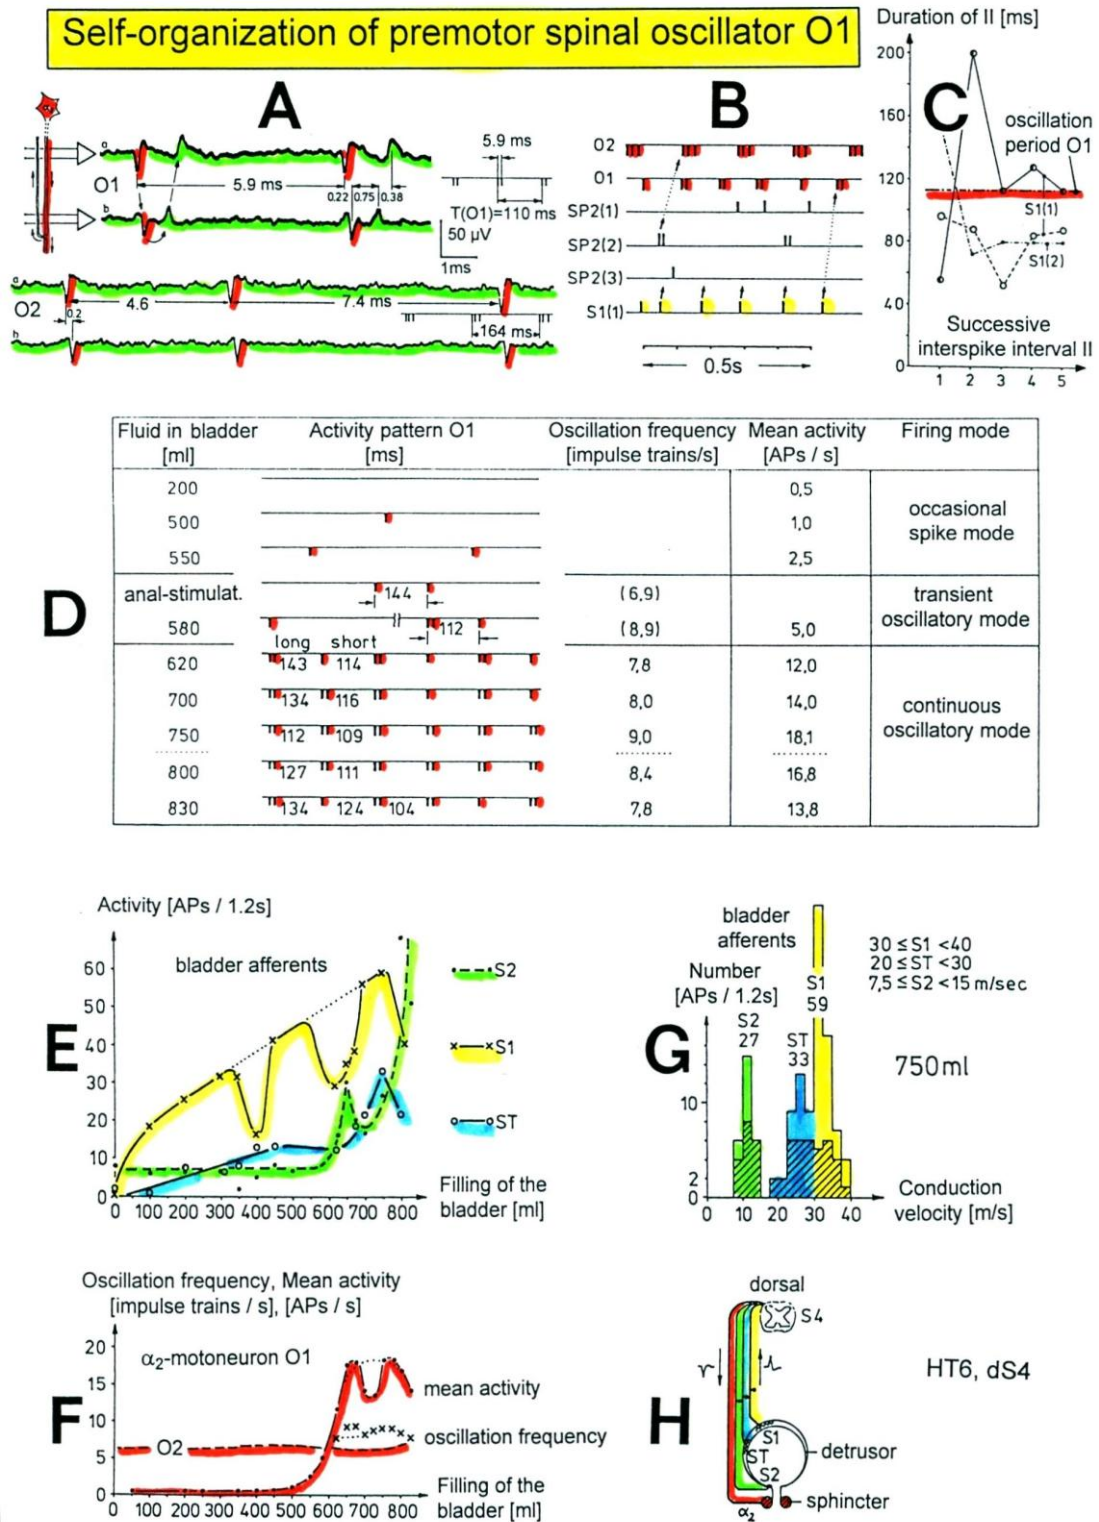 Self-organization of premotor spinal oscillator O1
A
a
O1
5.9 ms
0.22 0.75 0.38
b
5.9 ms
T(O1)=110 ms
50 µV
1ms
a
O2
4.6
7.4 ms
0.2
164 ms
B
O2
O1
SP2(1)
SP2(2)
SP2(3)
S1(1)
0.5s
Duration of II [ms]
200
160
120
80
40
0
C
oscillation
period O1
S1(1)
S1(2)
Successive
interspike interval II
1 2 3 4 5
D
Fluid in bladder Activity pattern O1 Oscillation frequency Mean activity Firing mode
[ml] [ms] [impulse trains/s] [APs / s]
200 0,5
500 1,0 occasional
550 2,5 spike mode
anal-stimulat. 144 (6,9) transient
580 112 (8,9) 5,0 oscillatory mode
long short
620 143 114 7,8 12,0
700 134 116 8,0 14,0 continuous
750 112 109 9,0 18,1 oscillatory mode
800 127 111 8,4 16,8
830 134 124 104 7,8 13,8
E
Activity [APs / 1.2s]
bladder afferents
60
50
40
30
20
10
0
S2
S1
ST
0 100 200 300 400 500 600 700 800
Filling of the
bladder [ml]
G
bladder
afferents
Number
[APs / 1.2s]
S2
27
ST
33
S1
59
30 ≤ S1 <40
20 ≤ ST <30
7,5 ≤ S2 <15 m/sec
750ml
10
2
0
0 10 20 30 40
Conduction
velocity [m/s]
F
Oscillation frequency, Mean activity
[impulse trains / s], [APs / s]
20
15
10
5
0
α₂-motoneuron O1
mean activity
oscillation frequency
O2
0 100 200 300 400 500 600 700 800
Filling of the
bladder [ml]
H
dorsal
S4
HT6, dS4
S1
ST
S2
detrusor
sphincter
α₂